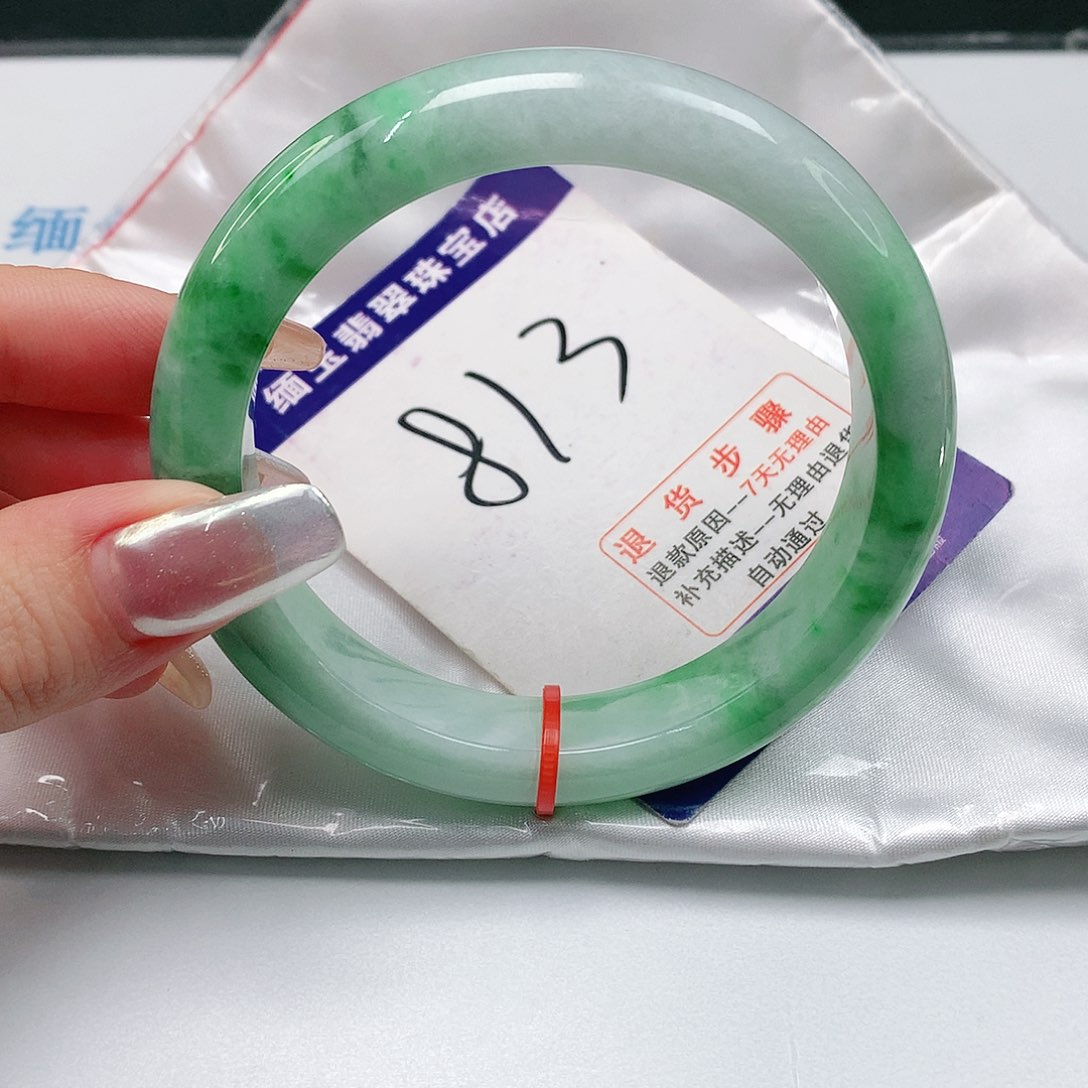 缅
缅玉翡翠珠宝店
813
退货步骤
退款原因--7天无理由
补充描述--无理由退货
自动通过